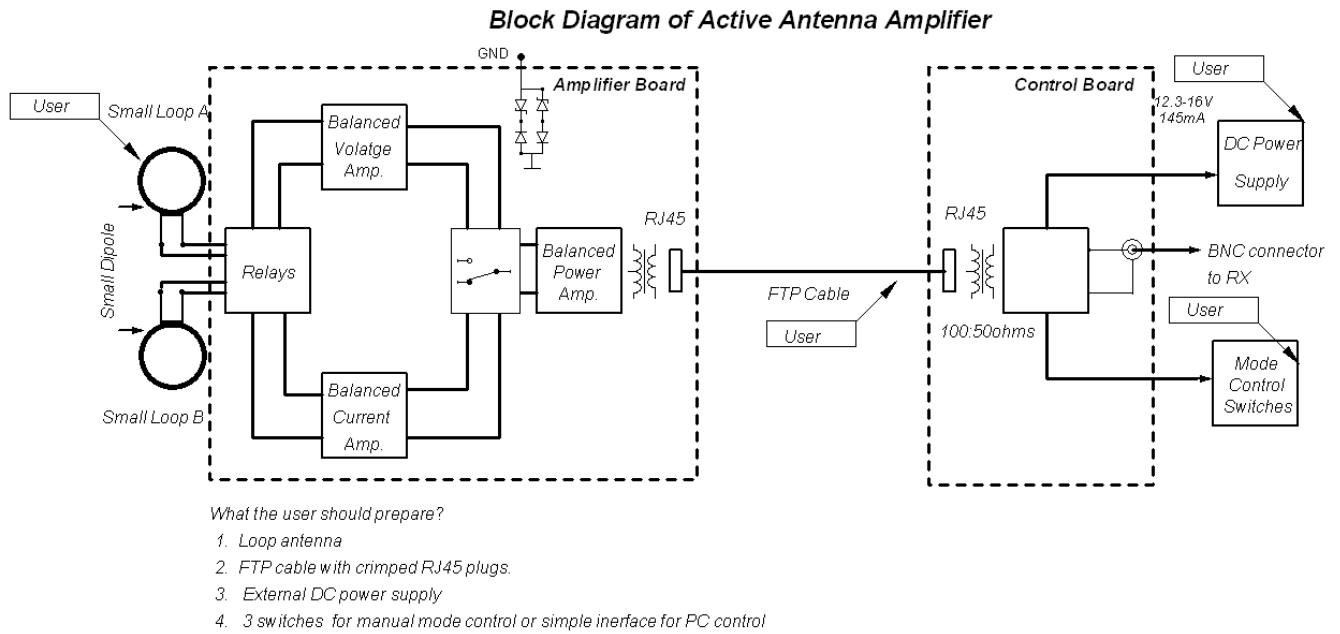 Block Diagram of Active Antenna Amplifier
GND
Amplifier Board
Control Board
User
User
Small Loop A
Balanced
Volatge
Amp.
12.3-16V
145mA
DC Power
Supply
Small Dipole
Relays
RJ45
Balanced
Power
Amp.
RJ45
FTP Cable
User
100:50ohms
BNC connector
to RX
User
Mode
Control
Switches
Small Loop B
Balanced
Current
Amp.
What the user should prepare?
1. Loop antenna
2. FTP cable with crimped RJ45 plugs.
3. External DC power supply
4. 3 switches for manual mode control or simple inerface for PC control